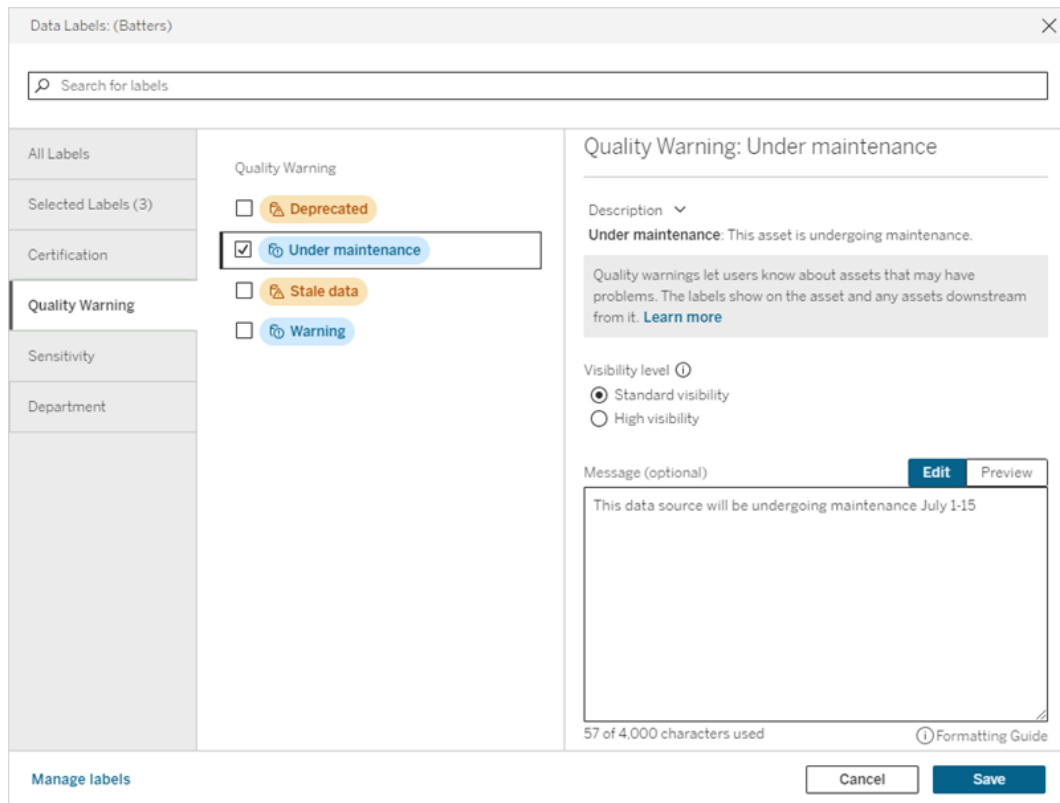 Data Labels: (Batters)
Search for labels
All Labels
Selected Labels (3)
Certification
Quality Warning
Sensitivity
Department
Quality Warning
Deprecated
Under maintenance
Stale data
Warning
Quality Warning: Under maintenance
Description
Under maintenance: This asset is undergoing maintenance.
Quality warnings let users know about assets that may have
problems. The labels show on the asset and any assets downstream
from it. Learn more
Visibility level
Standard visibility
High visibility
Message (optional)
Edit
Preview
This data source will be undergoing maintenance July 1-15
57 of 4,000 characters used
Formatting Guide
Manage labels
Cancel
Save